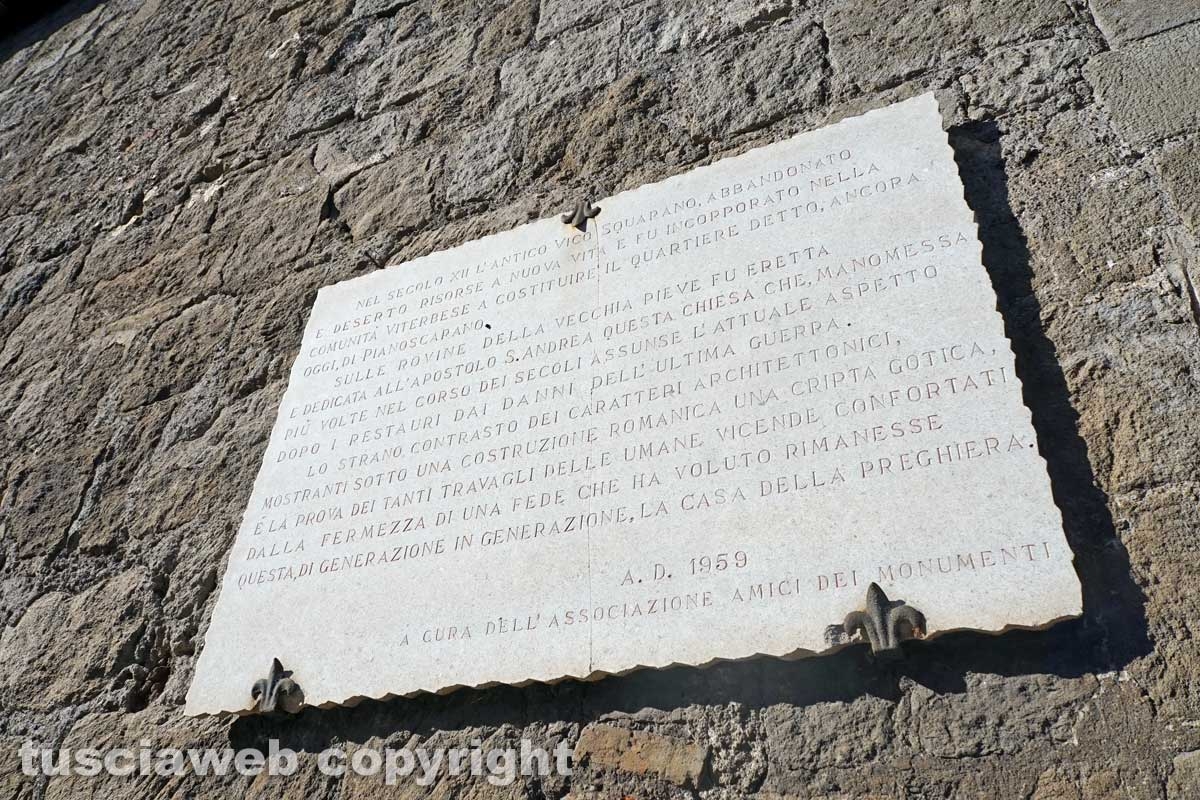 NEL SECOLO XII L'ANTICO VICO SQUARANO, ABBANDONATO
E DESERTO RISORSE A NUOVA VITA E FU INCORPORATO NELLA
COMUNITÀ VITERBESE A COSTITUIRE IL QUARTIERE DETTO, ANCORA
OGGI, DI PIANOSCARANO.
SULLE ROVINE DELLA VECCHIA PIEVE FU ERETTA
E DEDICATA ALL'APOSTOLO S. ANDREA QUESTA CHIESA CHE, MANOMESSA
PIÙ VOLTE NEL CORSO DEI SECOLI ASSUNSE L'ATTUALE ASPETTO
DOPO I RESTAURI DAI DANNI DELL'ULTIMA GUERRA.
LO STRANO CONTRASTO DEI CARATTERI ARCHITETTONICI,
MOSTRANTI SOTTO UNA COSTRUZIONE ROMANICA UNA CRIPTA GOTICA,
È LA PROVA DEI TANTI TRAVAGLI DELLE UMANE VICENDE CONFORTATI
DALLA FERMEZZA DI UNA FEDE CHE HA VOLUTO RIMANESSE
QUESTA, DI GENERAZIONE IN GENERAZIONE, LA CASA DELLA PREGHIERA.
A. D. 1959
A CURA DELL'ASSOCIAZIONE AMICI DEI MONUMENTI
tusciaweb copyright